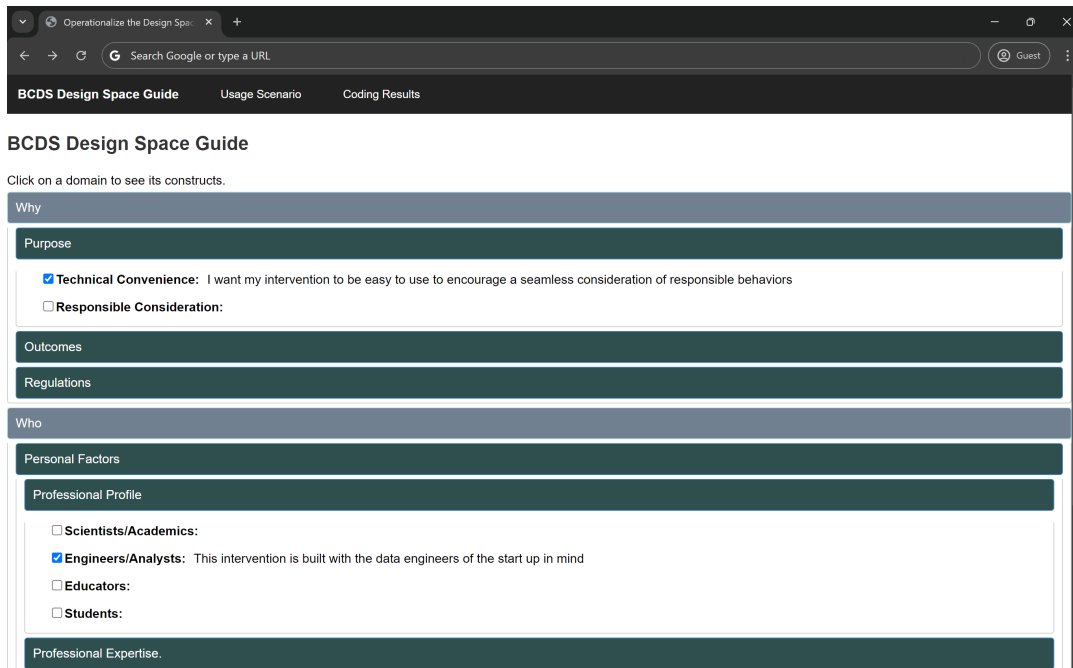 Operationalize the Design Spac
Search Google or type a URL
Guest
BCDS Design Space Guide Usage Scenario Coding Results
BCDS Design Space Guide
Click on a domain to see its constructs.
Why
Purpose
Technical Convenience: I want my intervention to be easy to use to encourage a seamless consideration of responsible behaviors
Responsible Consideration:
Outcomes
Regulations
Who
Personal Factors
Professional Profile
Scientists/Academics:
Engineers/Analysts: This intervention is built with the data engineers of the start up in mind
Educators:
Students:
Professional Expertise.